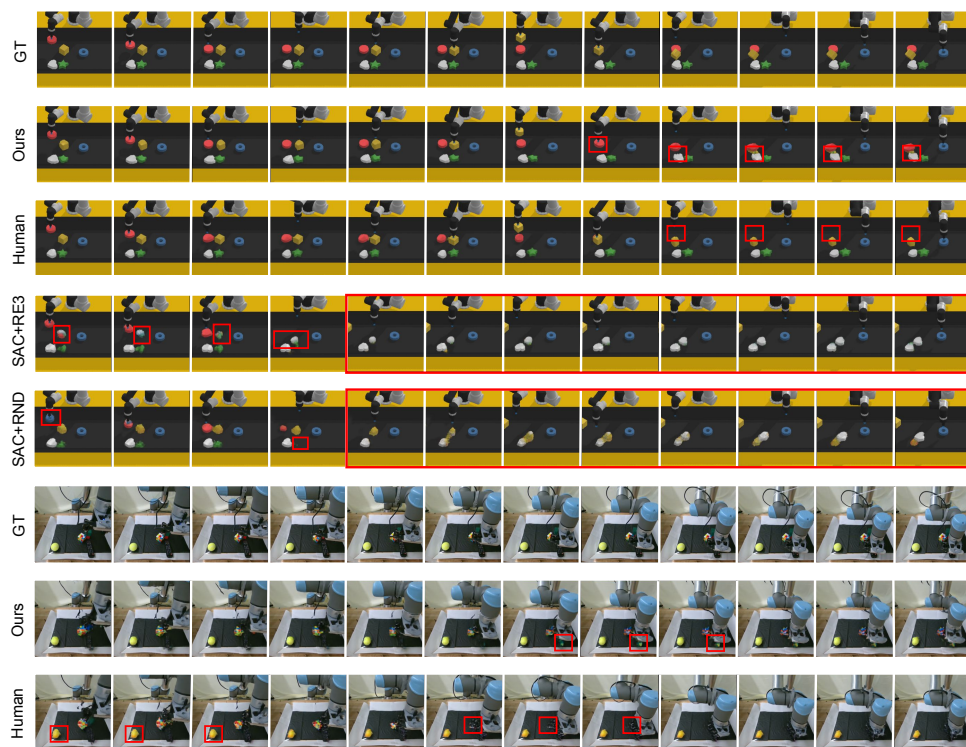 GT
Ours
Human
SAC+RE3
SAC+RND
GT
Ours
Human